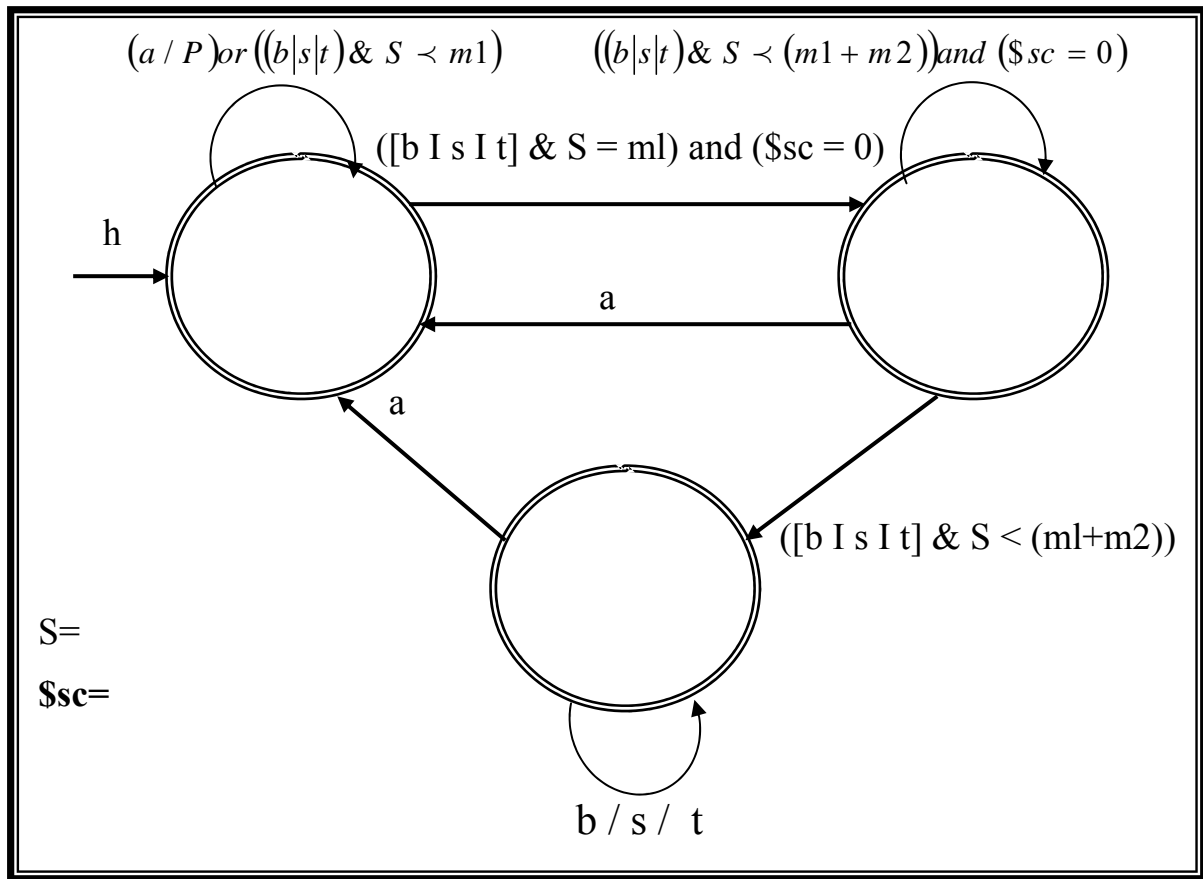 (a / P) or ((b|s|t) & S ≺ m1)
((b|s|t) & S ≺ (m1 + m2)) and ($sc = 0)
([b I s I t] & S = ml) and ($sc = 0)
h
a
a
([b I s I t] & S < (ml+m2))
S=
$sc=
b / s / t